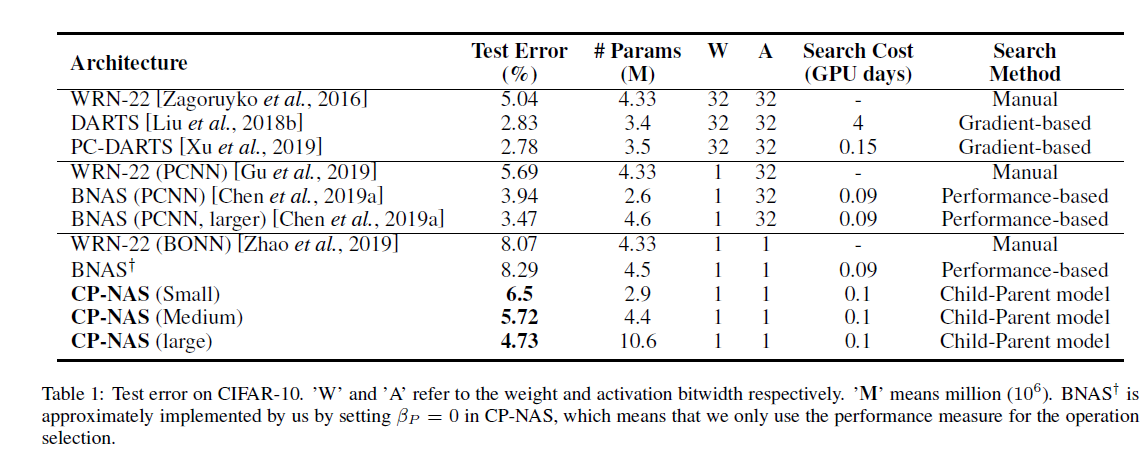 Architecture Test Error (%) # Params (M) W A Search Cost (GPU days) Search Method
WRN-22 [Zagoruyko et al., 2016] 5.04 4.33 32 32 - Manual
DARTS [Liu et al., 2018b] 2.83 3.4 32 32 4 Gradient-based
PC-DARTS [Xu et al., 2019] 2.78 3.5 32 32 0.15 Gradient-based
WRN-22 (PCNN) [Gu et al., 2019] 5.69 4.33 1 32 - Manual
BNAS (PCNN) [Chen et al., 2019a] 3.94 2.6 1 32 0.09 Performance-based
BNAS (PCNN, larger) [Chen et al., 2019a] 3.47 4.6 1 32 0.09 Performance-based
WRN-22 (BONN) [Zhao et al., 2019] 8.07 4.33 1 1 - Manual
BNAS† 8.29 4.5 1 1 0.09 Performance-based
CP-NAS (Small) 6.5 2.9 1 1 0.1 Child-Parent model
CP-NAS (Medium) 5.72 4.4 1 1 0.1 Child-Parent model
CP-NAS (large) 4.73 10.6 1 1 0.1 Child-Parent model
Table 1: Test error on CIFAR-10. ’W’ and ’A’ refer to the weight and activation bitwidth respectively. ’M’ means million (10⁶). BNAS† is
approximately implemented by us by setting βP = 0 in CP-NAS, which means that we only use the performance measure for the operation
selection.